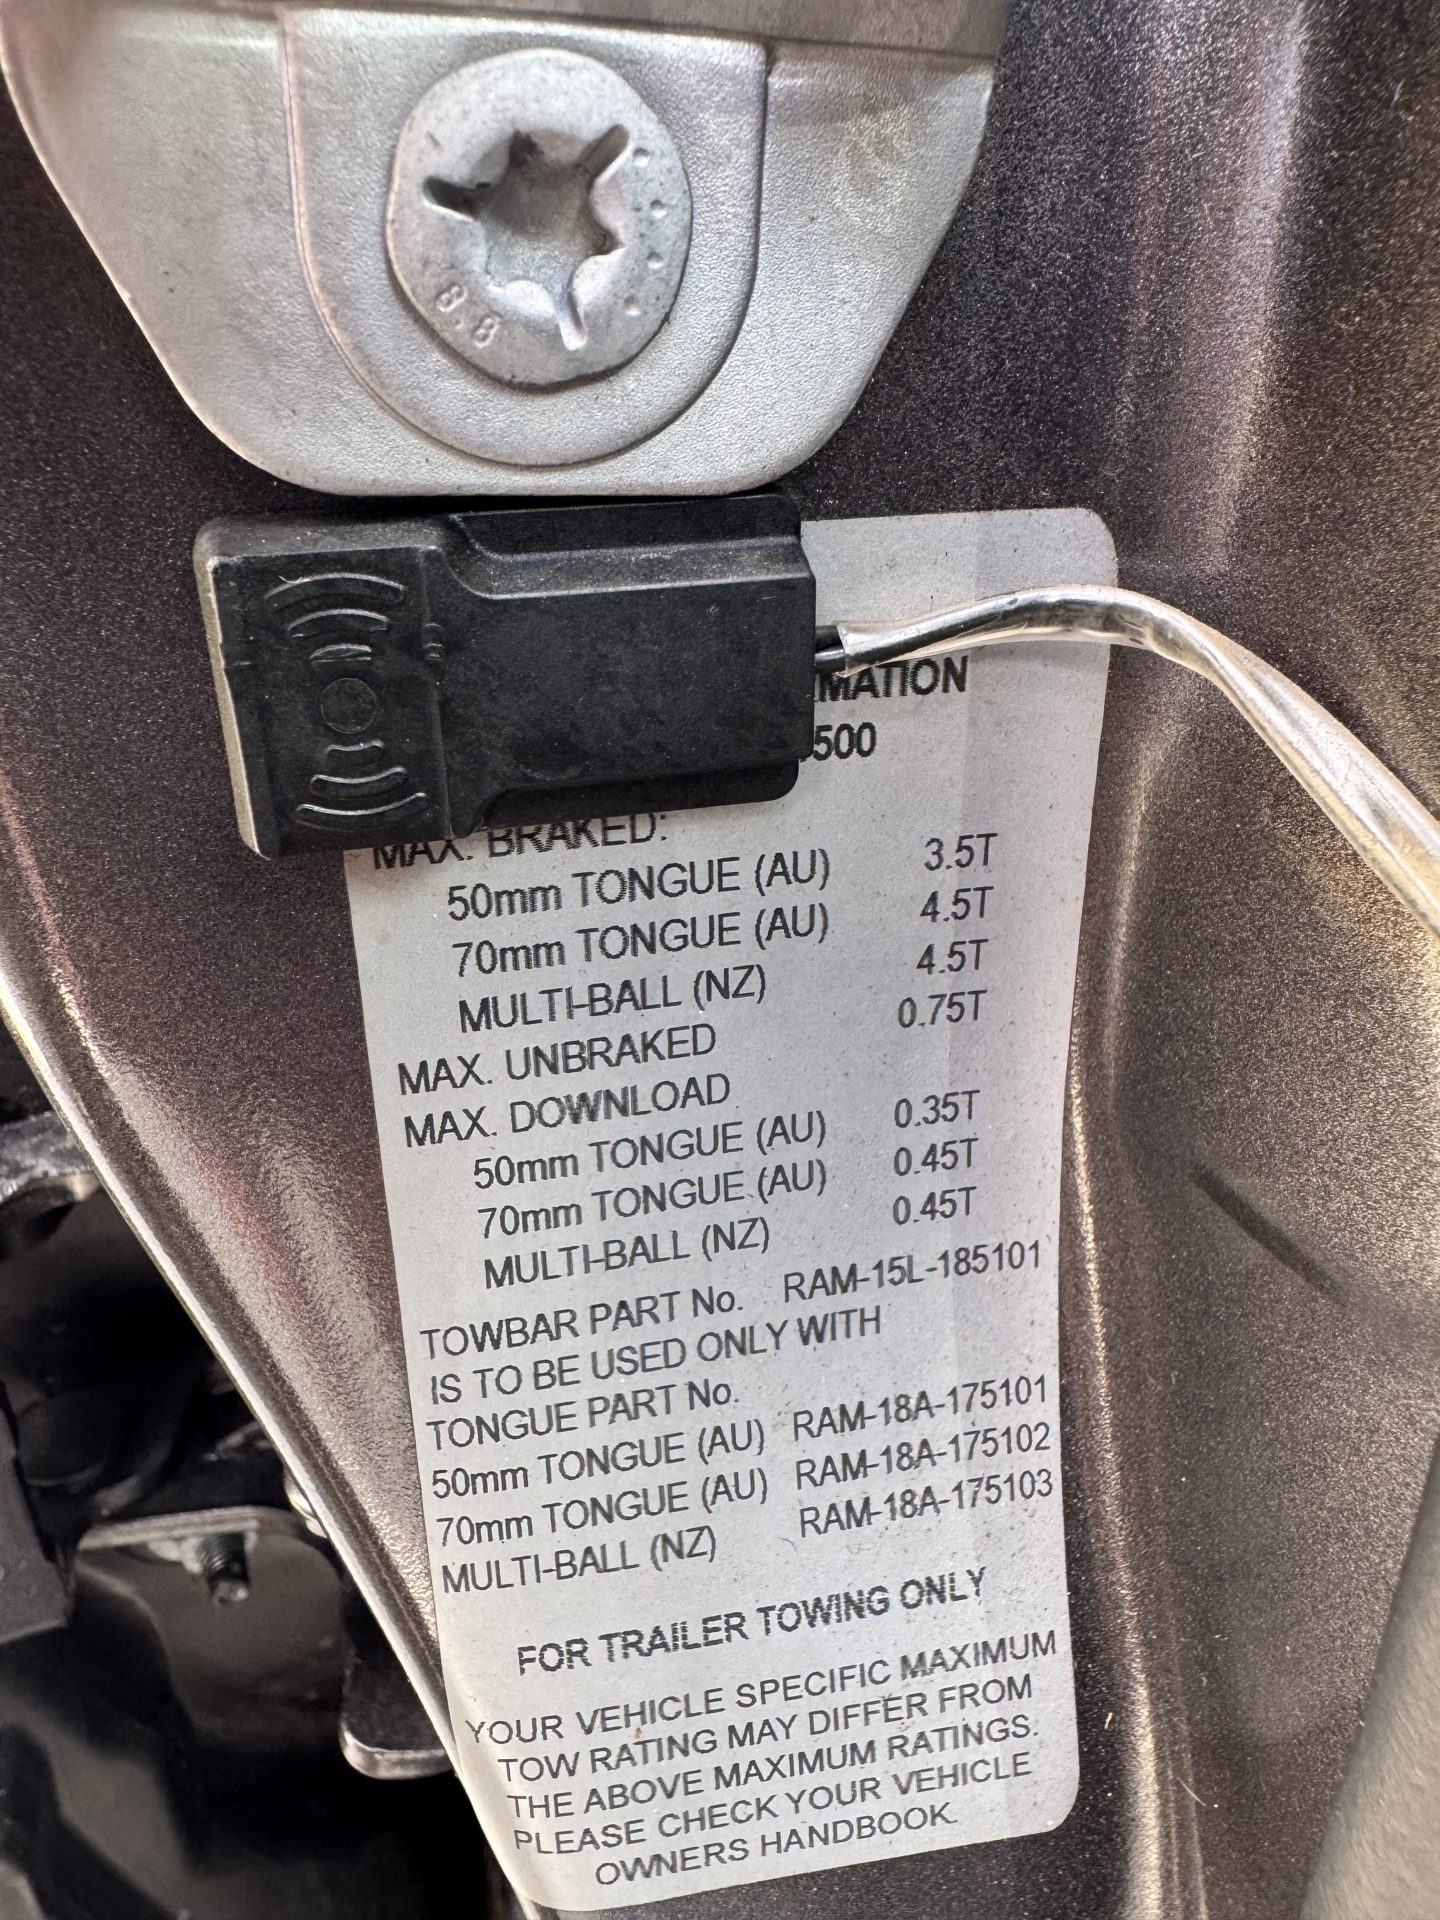 8.8
MATION
500
MAX. BRAKED:
50mm TONGUE (AU) 3.5T
70mm TONGUE (AU) 4.5T
MULTI-BALL (NZ) 4.5T
MAX. UNBRAKED 0.75T
MAX. DOWNLOAD
50mm TONGUE (AU) 0.35T
70mm TONGUE (AU) 0.45T
MULTI-BALL (NZ) 0.45T
TOWBAR PART No. RAM-15L-185101
IS TO BE USED ONLY WITH
TONGUE PART No.
50mm TONGUE (AU) RAM-18A-175101
70mm TONGUE (AU) RAM-18A-175102
MULTI-BALL (NZ) RAM-18A-175103
FOR TRAILER TOWING ONLY
YOUR VEHICLE SPECIFIC MAXIMUM
TOW RATING MAY DIFFER FROM
THE ABOVE MAXIMUM RATINGS.
PLEASE CHECK YOUR VEHICLE
OWNERS HANDBOOK.